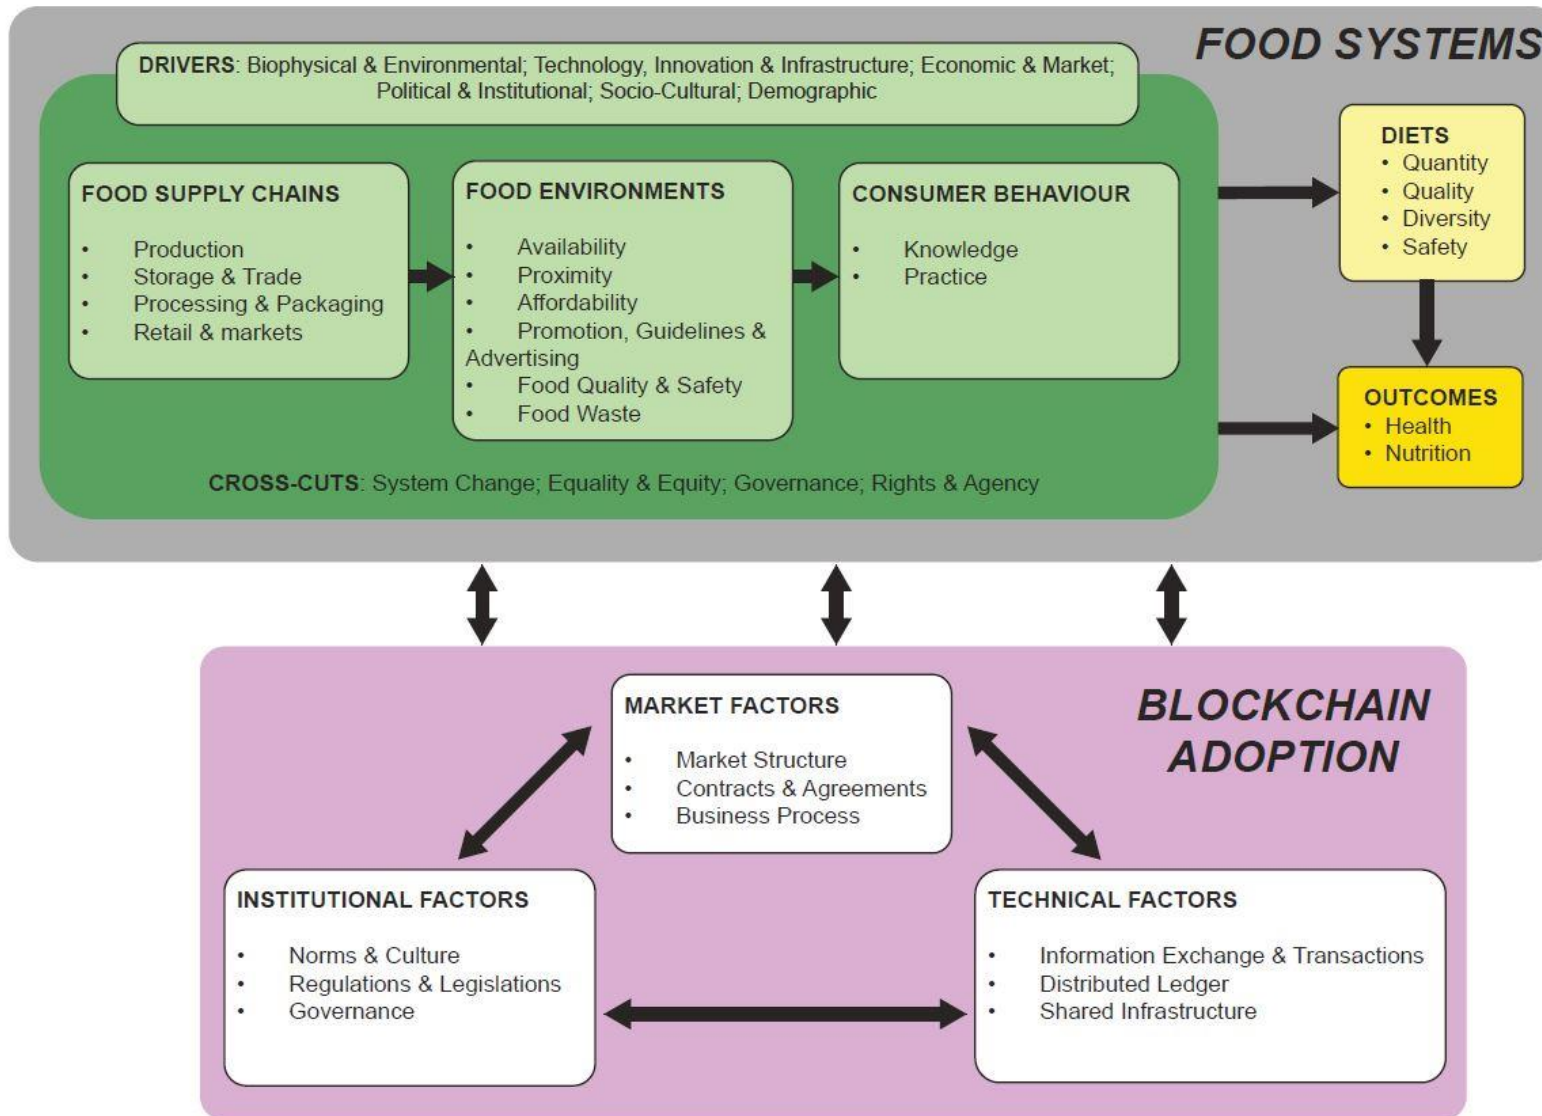 FOOD SYSTEMS
DRIVERS: Biophysical & Environmental; Technology, Innovation & Infrastructure; Economic & Market;
Political & Institutional; Socio-Cultural; Demographic
FOOD SUPPLY CHAINS
• Production
• Storage & Trade
• Processing & Packaging
• Retail & markets
FOOD ENVIRONMENTS
• Availability
• Proximity
• Affordability
• Promotion, Guidelines &
Advertising
• Food Quality & Safety
• Food Waste
CONSUMER BEHAVIOUR
• Knowledge
• Practice
CROSS-CUTS: System Change; Equality & Equity; Governance; Rights & Agency
DIETS
• Quantity
• Quality
• Diversity
• Safety
OUTCOMES
• Health
• Nutrition
BLOCKCHAIN
ADOPTION
MARKET FACTORS
• Market Structure
• Contracts & Agreements
• Business Process
INSTITUTIONAL FACTORS
• Norms & Culture
• Regulations & Legislations
• Governance
TECHNICAL FACTORS
• Information Exchange & Transactions
• Distributed Ledger
• Shared Infrastructure